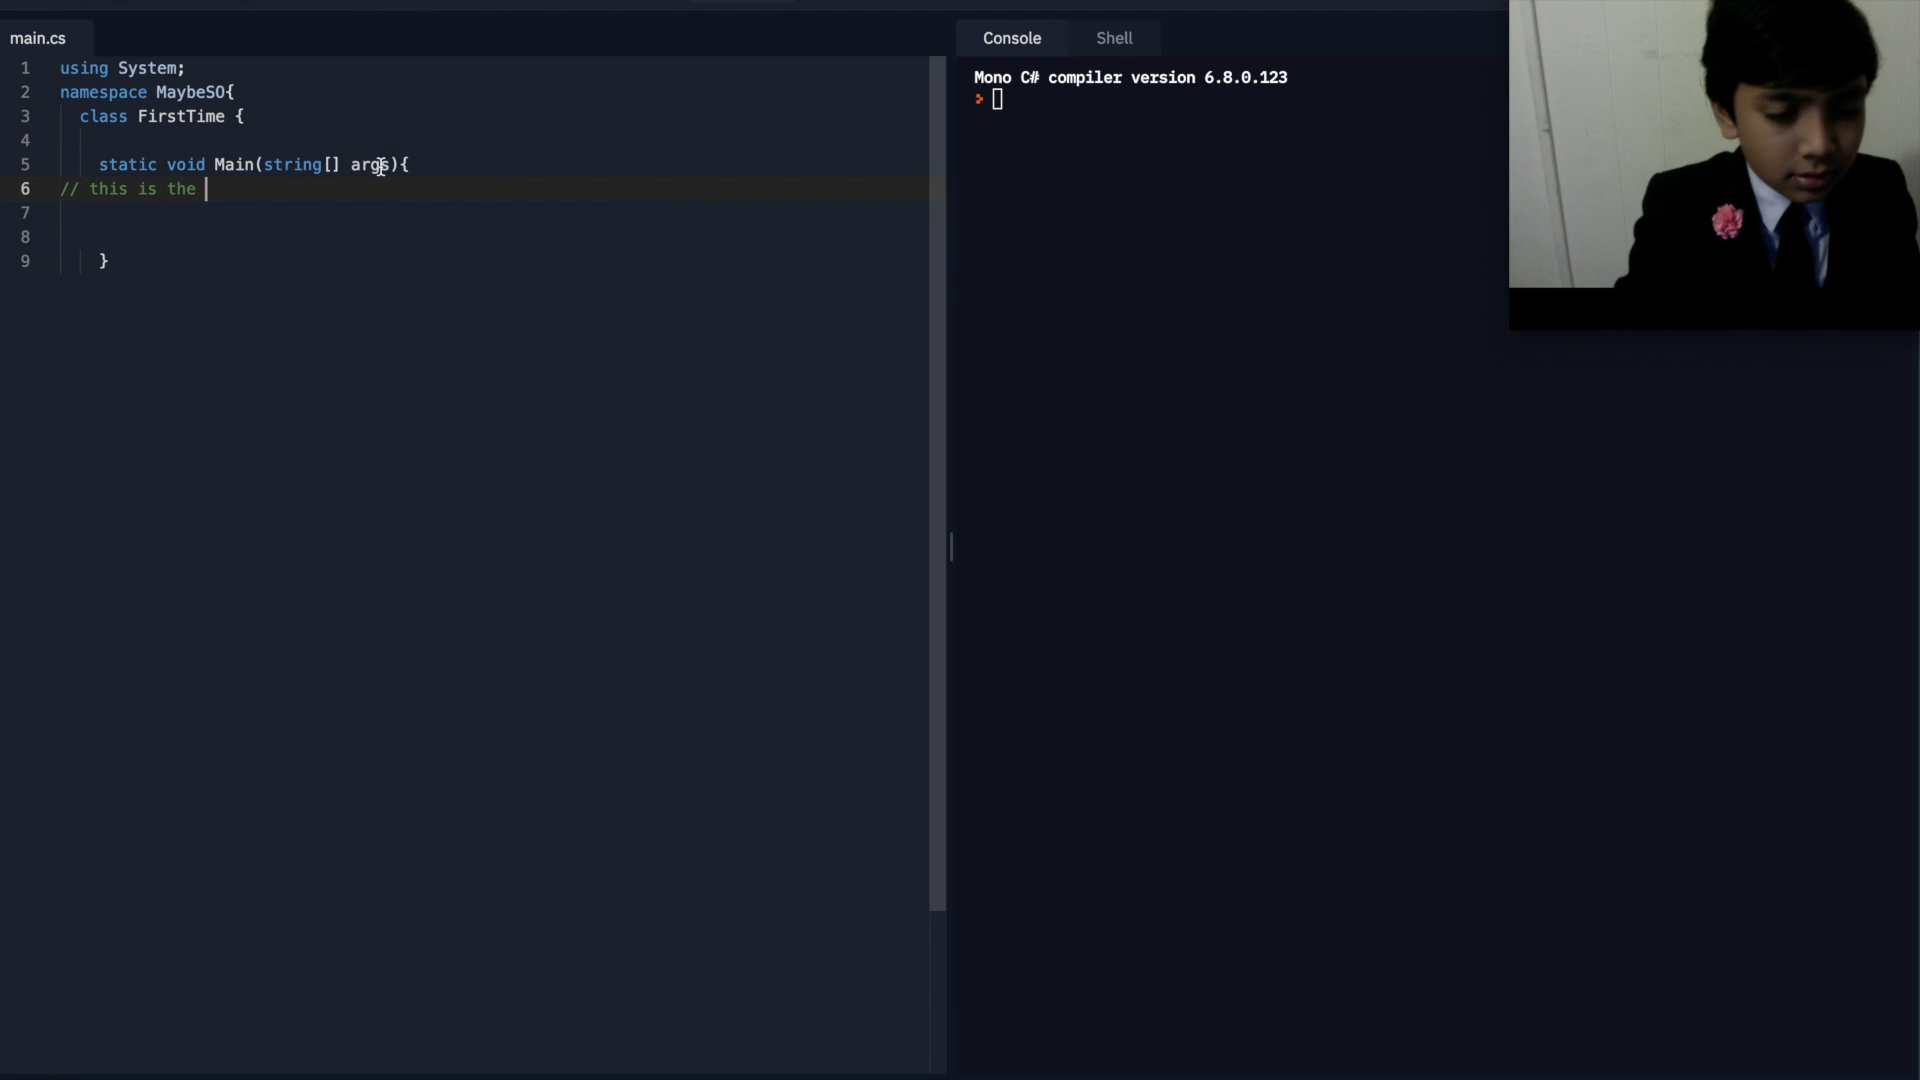 main.cs
1 using System;
2 namespace MaybeSO{
3 class FirstTime {
4
5 static void Main(string[] args){
6 // this is the
7
8
9 }
Console Shell
Mono C# compiler version 6.8.0.123
>